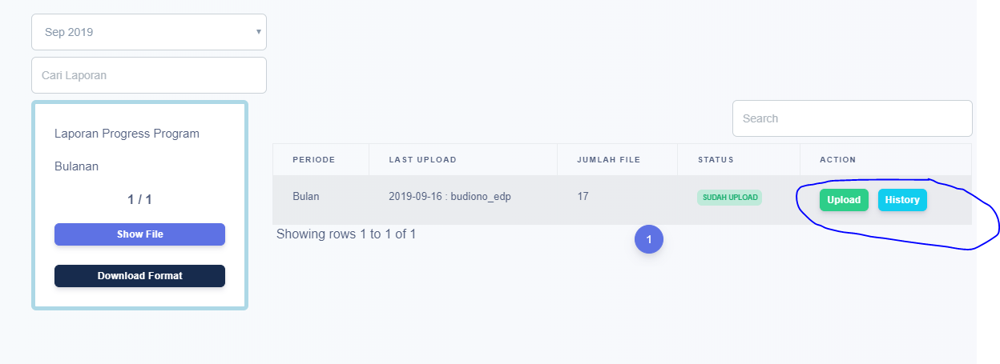 Sep 2019
Cari Laporan
Laporan Progress Program
Bulanan
1 / 1
Show File
Download Format
Search
PERIODE LAST UPLOAD JUMLAH FILE STATUS ACTION
Bulan 2019-09-16 : budiono_edp 17 SUDAH UPLOAD Upload History
Showing rows 1 to 1 of 1
1